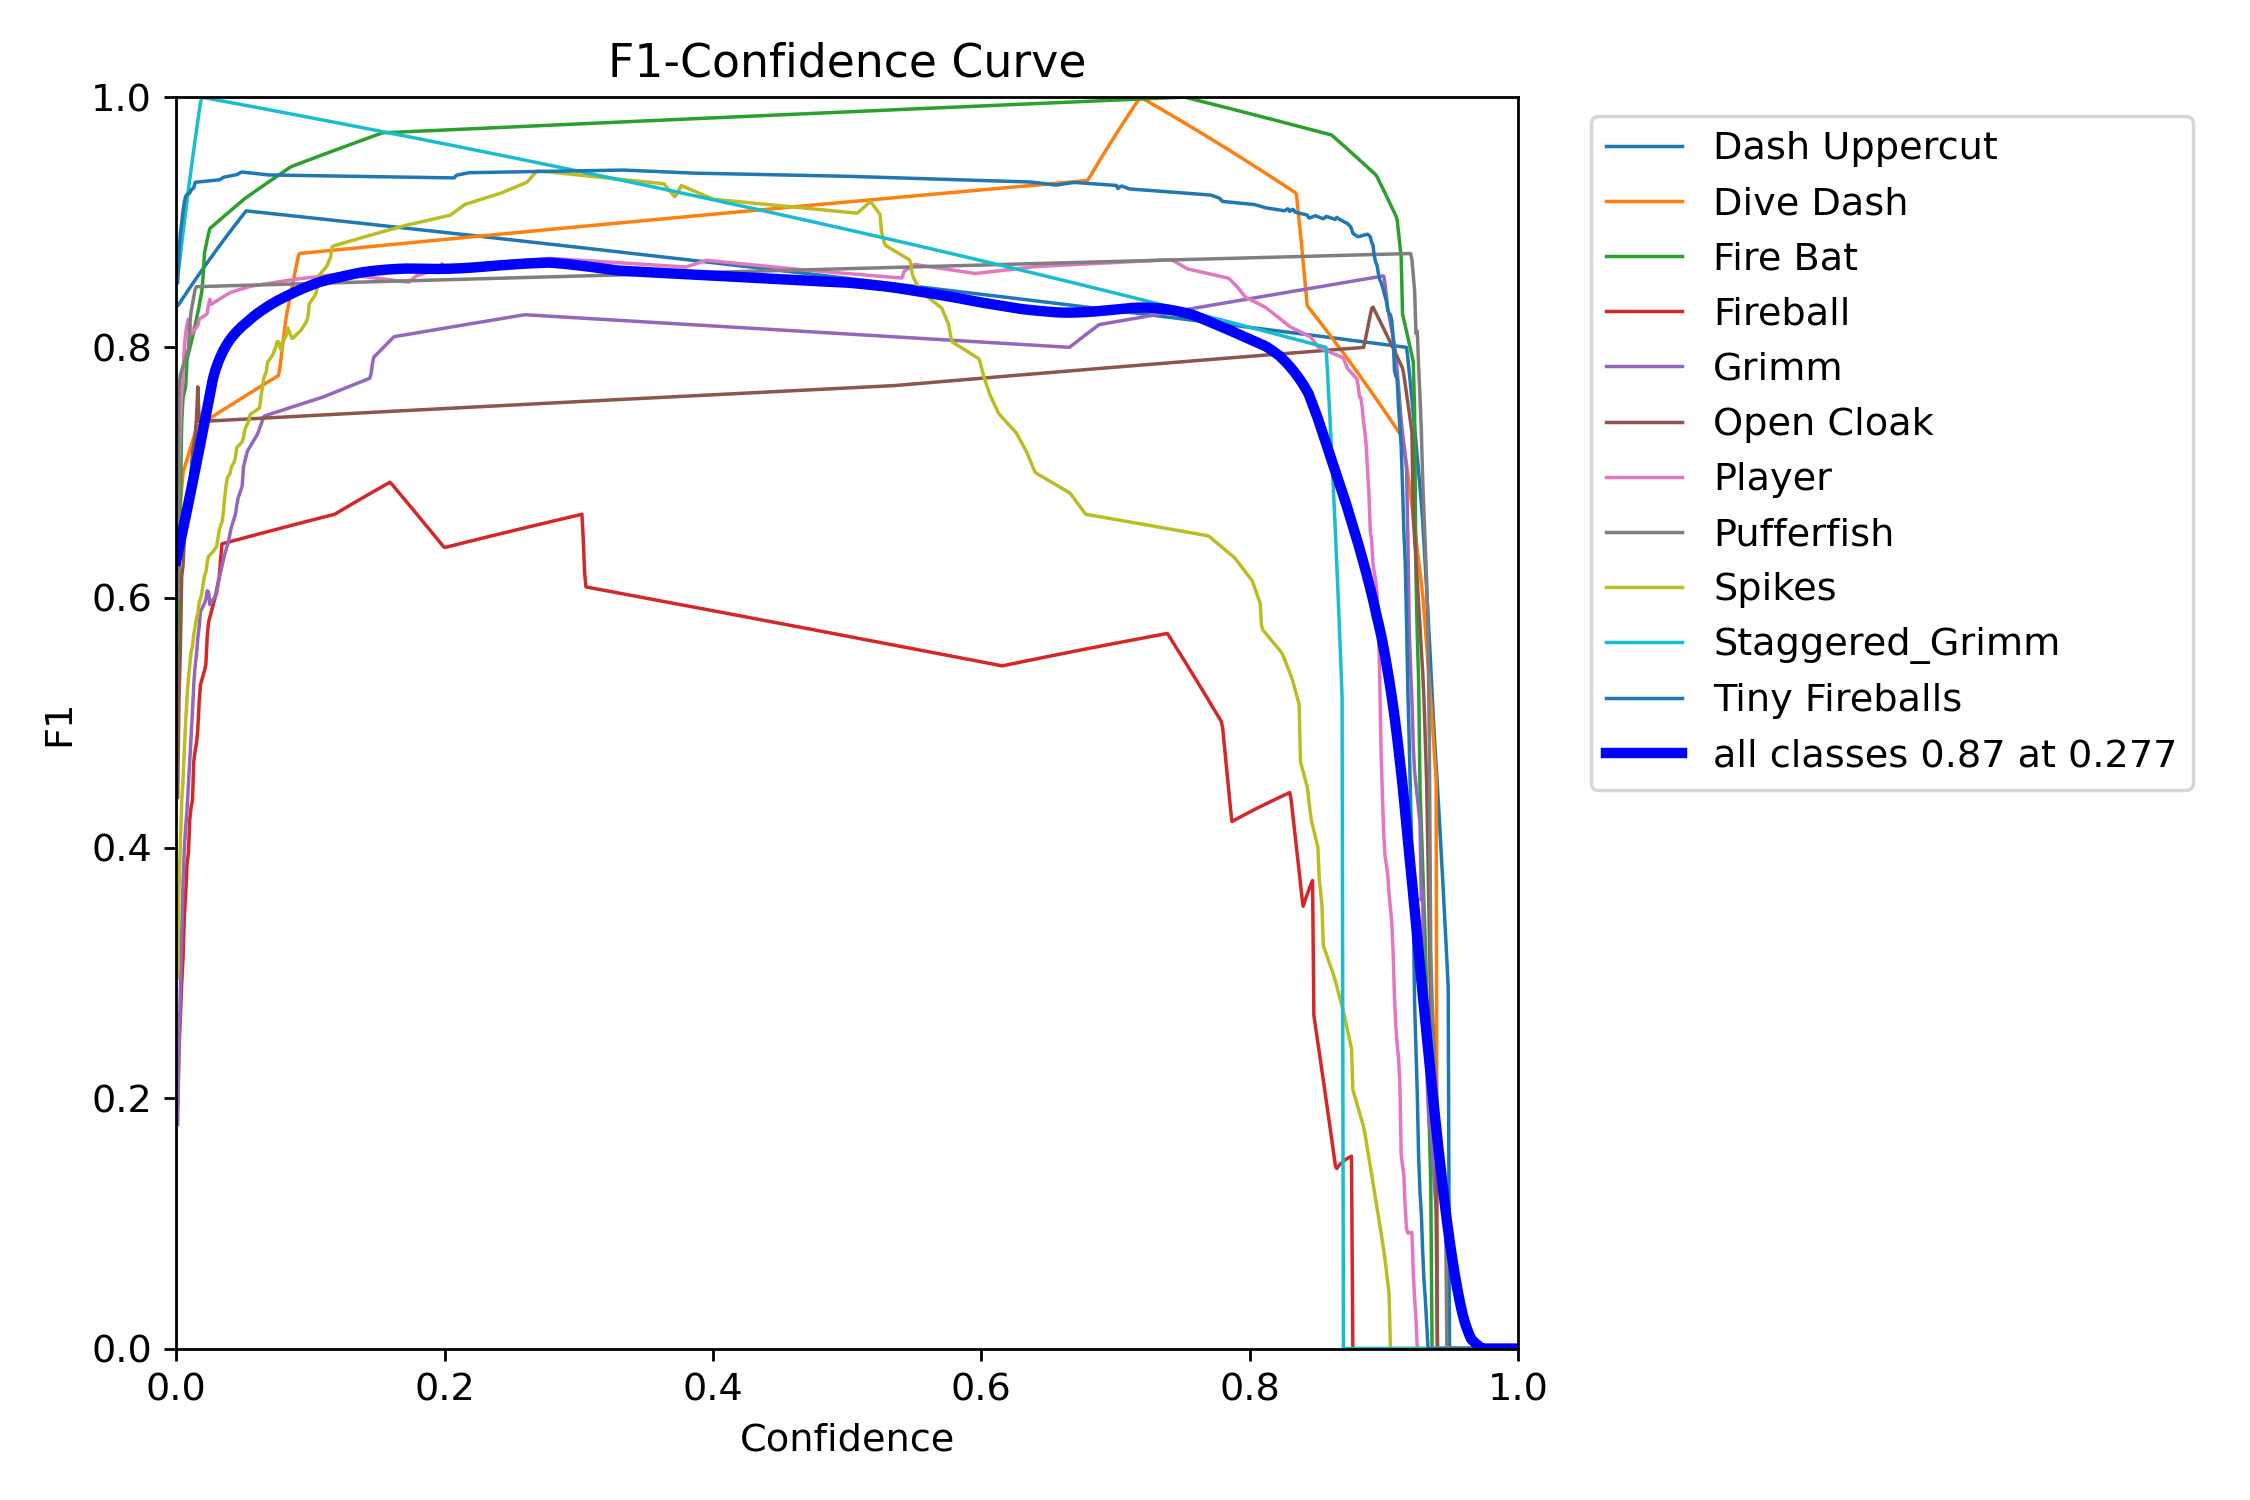 F1-Confidence Curve
1.0
0.8
0.6
0.4
0.2
0.0
F1
0.0 0.2 0.4 0.6 0.8 1.0
Confidence
Dash Uppercut
Dive Dash
Fire Bat
Fireball
Grimm
Open Cloak
Player
Pufferfish
Spikes
Staggered_Grimm
Tiny Fireballs
all classes 0.87 at 0.277